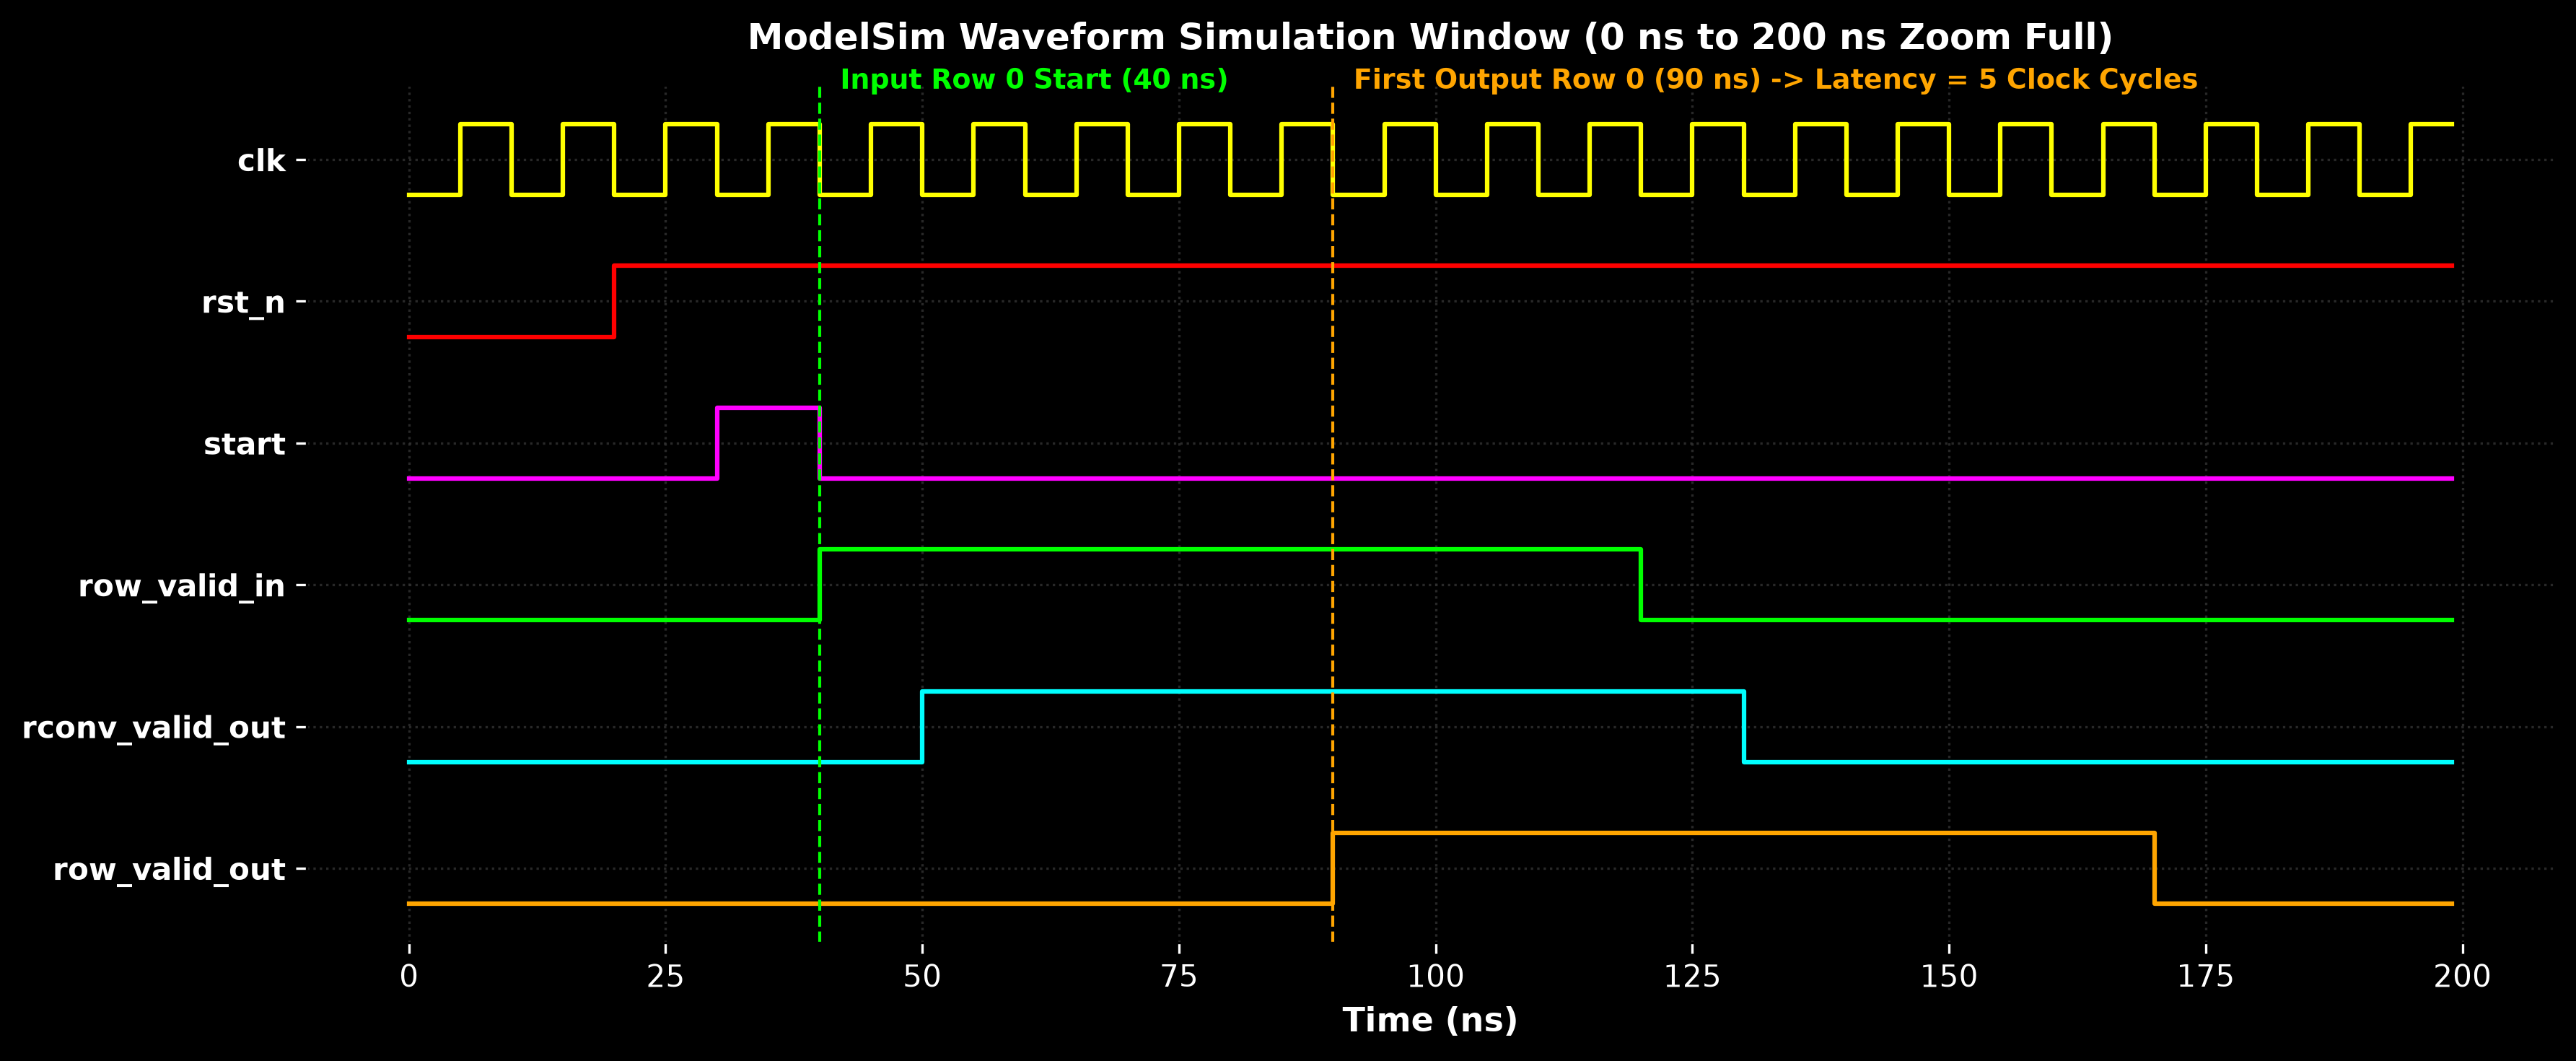 ModelSim Waveform Simulation Window (0 ns to 200 ns Zoom Full)
Input Row 0 Start (40 ns)
First Output Row 0 (90 ns) -> Latency = 5 Clock Cycles
clk
rst_n
start
row_valid_in
rconv_valid_out
row_valid_out
0 25 50 75 100 125 150 175 200
Time (ns)